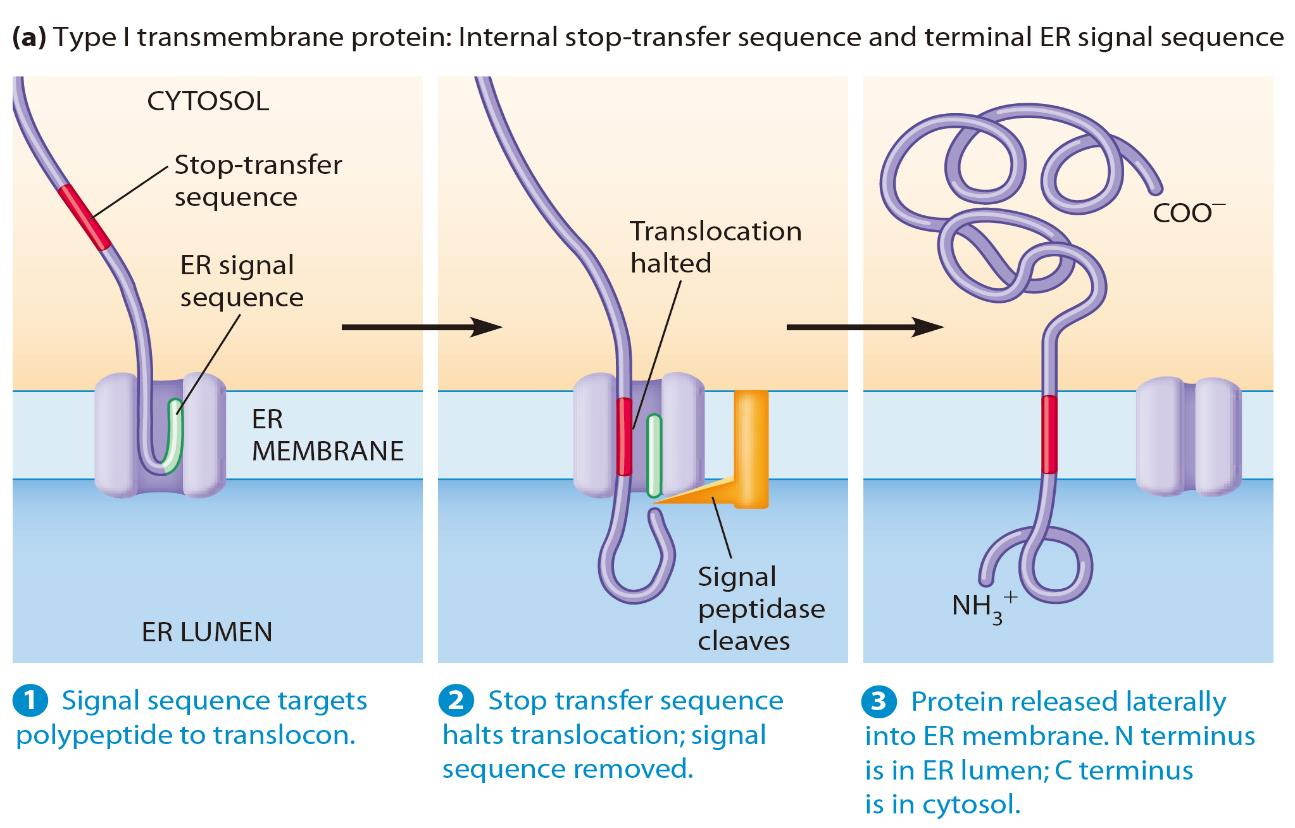 (a) Type I transmembrane protein: Internal stop-transfer sequence and terminal ER signal sequence
CYTOSOL
Stop-transfer
sequence
ER signal
sequence
ER
MEMBRANE
ER LUMEN
Translocation
halted
Signal
peptidase
cleaves
COO⁻
NH₃⁺
1 Signal sequence targets
polypeptide to translocon.
2 Stop transfer sequence
halts translocation; signal
sequence removed.
3 Protein released laterally
into ER membrane. N terminus
is in ER lumen; C terminus
is in cytosol.